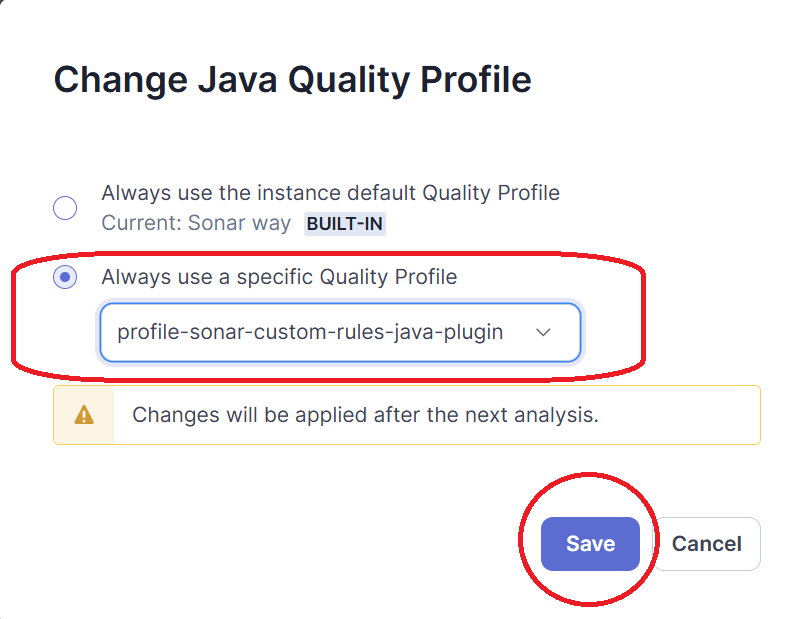 Change Java Quality Profile
Always use the instance default Quality Profile
Current: Sonar way BUILT-IN
Always use a specific Quality Profile
profile-sonar-custom-rules-java-plugin
Changes will be applied after the next analysis.
Save Cancel